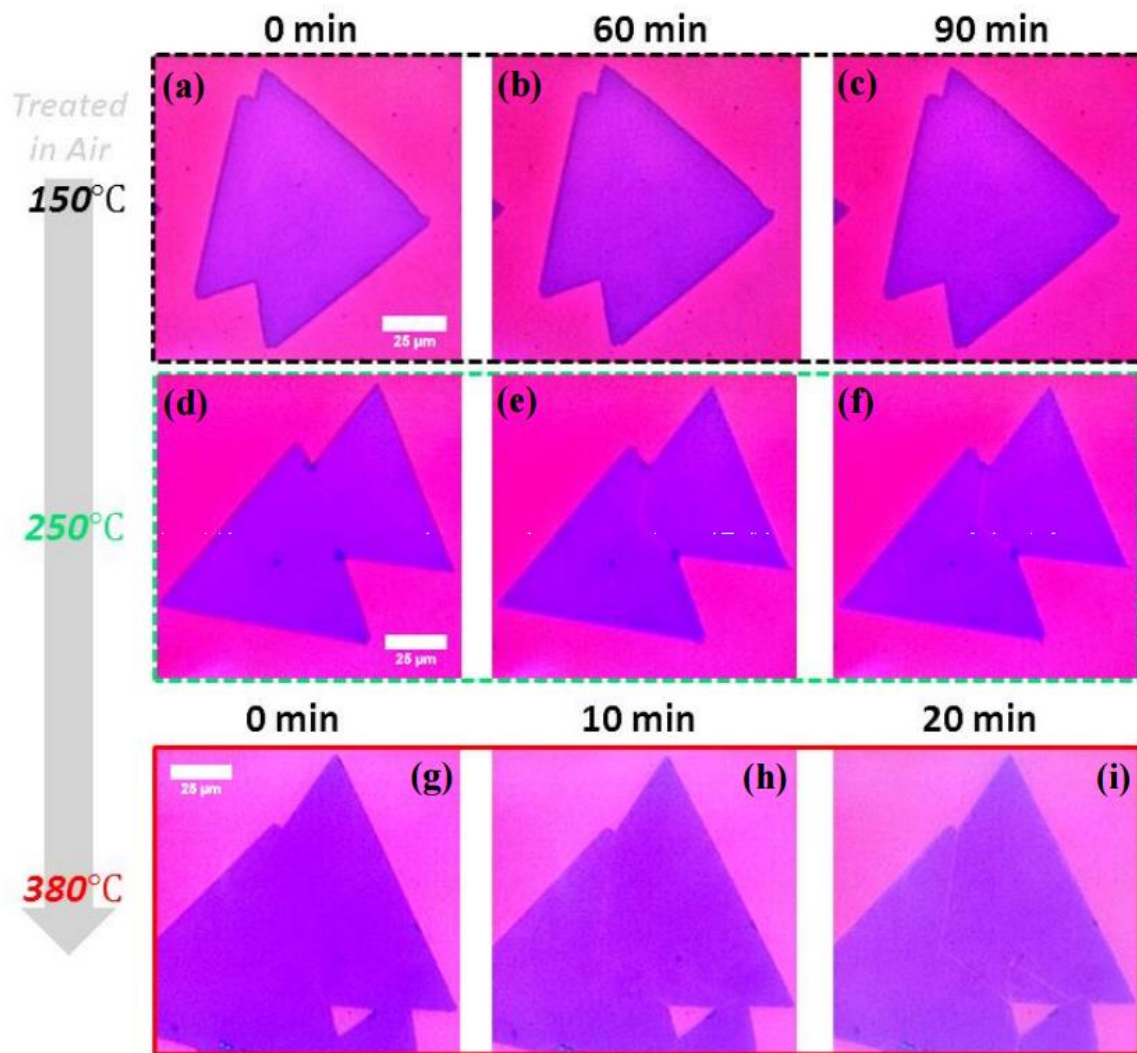 0 min 60 min 90 min
Treated
in Air
(a) (b) (c)
150°C
25 µm
(d) (e) (f)
250°C
25 µm
0 min 10 min 20 min
(g) (h) (i)
25 µm
380°C